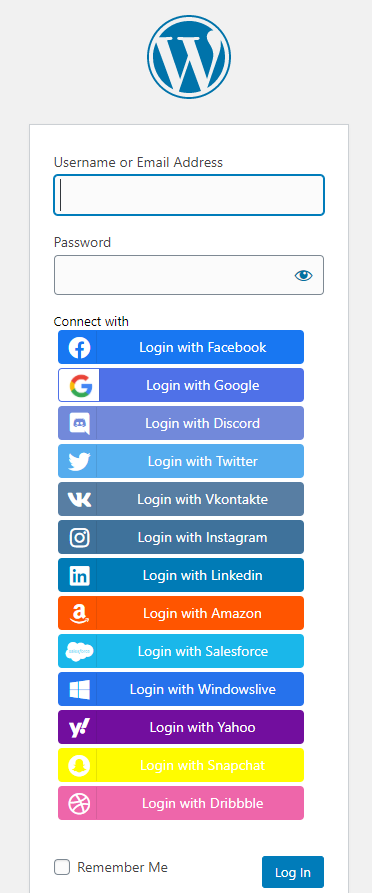 Username or Email Address
Password
Connect with
Login with Facebook
Login with Google
Login with Discord
Login with Twitter
Login with Vkontakte
Login with Instagram
Login with Linkedin
Login with Amazon
Login with Salesforce
Login with Windowslive
Login with Yahoo
Login with Snapchat
Login with Dribbble
Remember Me
Log In